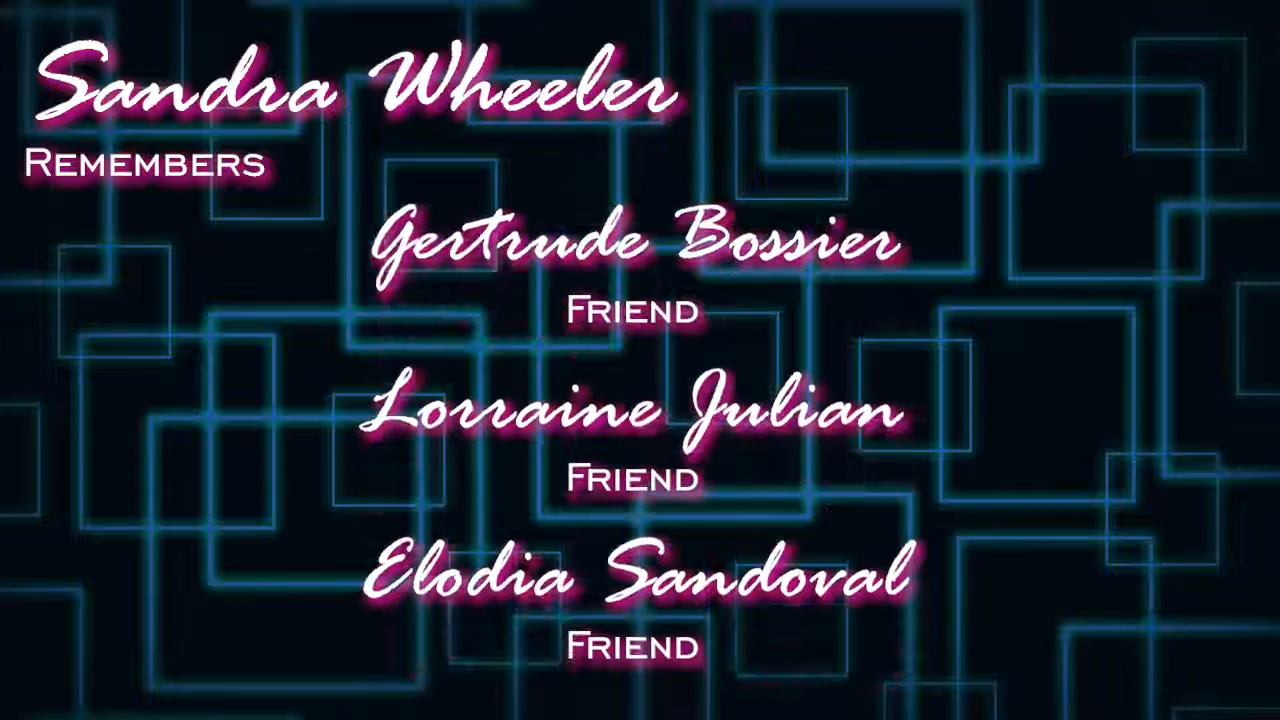 Sandra Wheeler
Remembers
Gertrude Bossier
Friend
Lorraine Julian
Friend
Elodia Sandoval
Friend